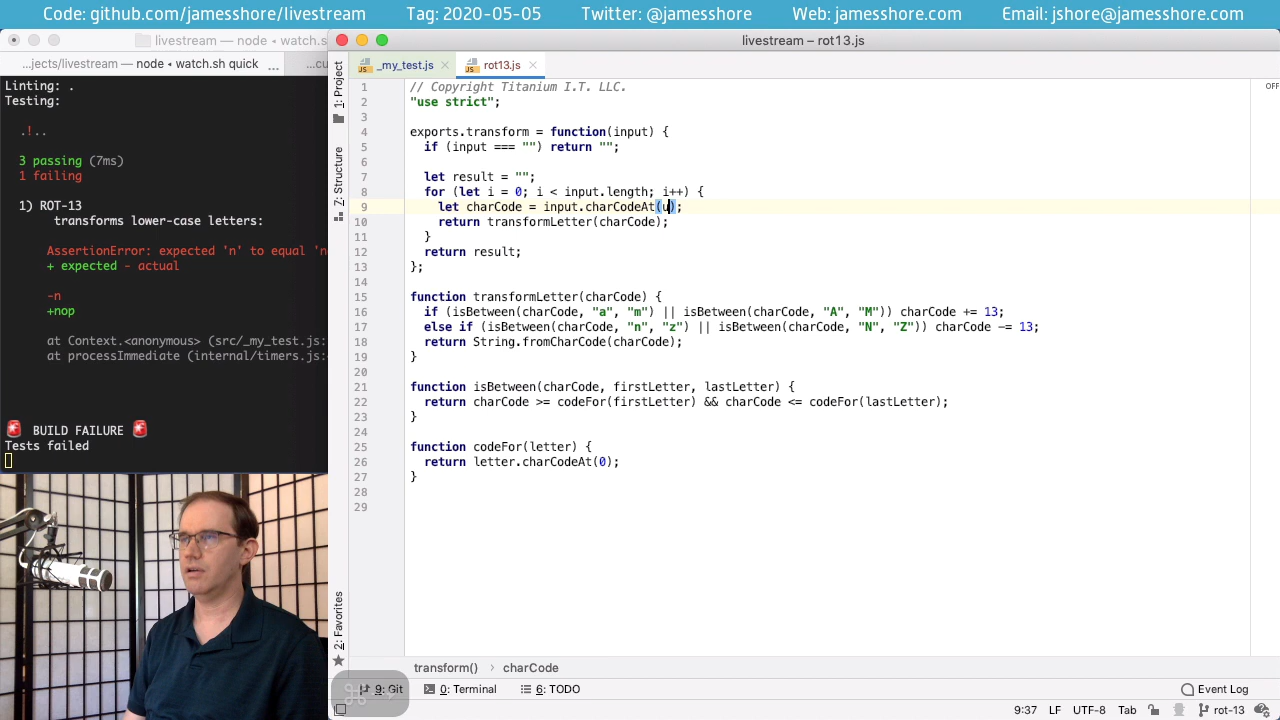 Code: github.com/jamesshore/livestream Tag: 2020-05-05 Twitter: @jamesshore Web: jamesshore.com Email: jshore@jamesshore.com
livestream — node ◂ watch.s
livestream – rot13.js
...jects/livestream — node ◂ watch.sh quick ... ...cu
_my_test.js rot13.js
Linting: .
Testing:
.!..
3 passing (7ms)
1 failing
1) ROT-13
transforms lower-case letters:
AssertionError: expected 'n' to equal 'n
+ expected - actual
-n
+nop
at Context.<anonymous> (src/_my_test.js:
at processImmediate (internal/timers.js:
🚨 BUILD FAILURE 🚨
Tests failed
1: Project
7: Structure
2: Favorites
OFF
1 // Copyright Titanium I.T. LLC.
2 "use strict";
3
4 exports.transform = function(input) {
5 if (input === "") return "";
6
7 let result = "";
8 for (let i = 0; i < input.length; i++) {
9 let charCode = input.charCodeAt(u);
10 return transformLetter(charCode);
11 }
12 return result;
13 };
14
15 function transformLetter(charCode) {
16 if (isBetween(charCode, "a", "m") || isBetween(charCode, "A", "M")) charCode += 13;
17 else if (isBetween(charCode, "n", "z") || isBetween(charCode, "N", "Z")) charCode -= 13;
18 return String.fromCharCode(charCode);
19 }
20
21 function isBetween(charCode, firstLetter, lastLetter) {
22 return charCode >= codeFor(firstLetter) && charCode <= codeFor(lastLetter);
23 }
24
25 function codeFor(letter) {
26 return letter.charCodeAt(0);
27 }
28
29
transform() › charCode
9: Git 0: Terminal 6: TODO Event Log
9:37 LF UTF-8 Tab rot-13